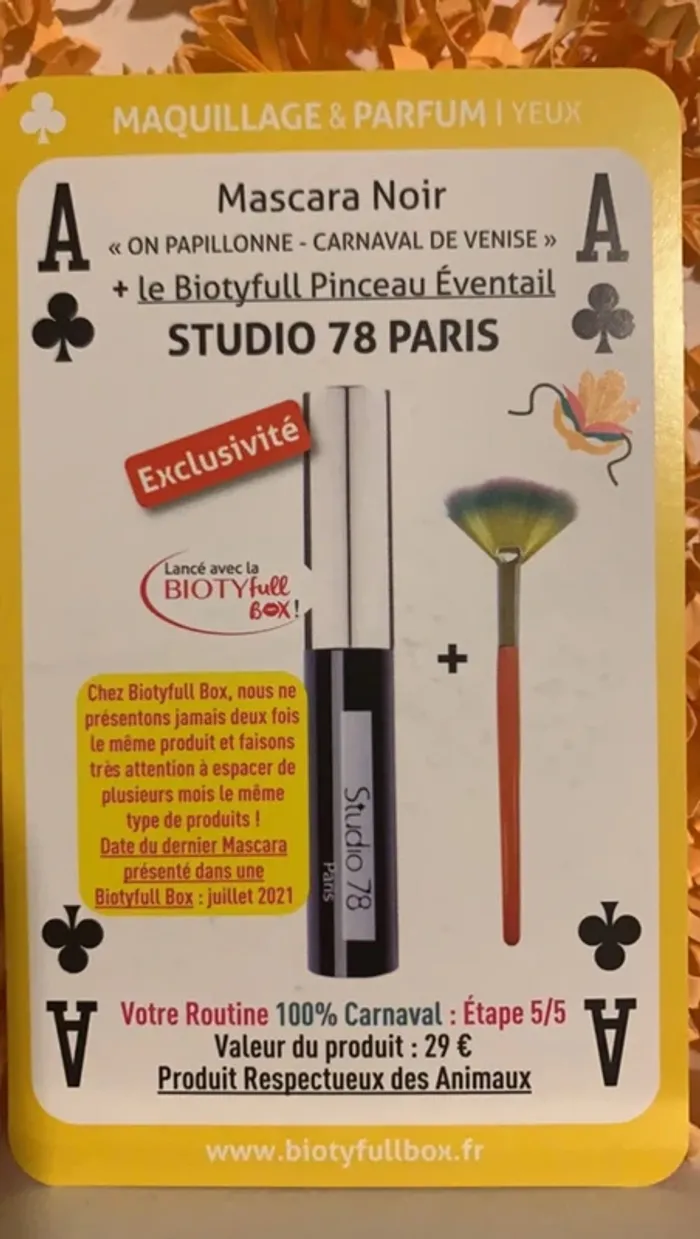 MAQUILLAGE & PARFUM | YEUX
A
A
Mascara Noir
« ON PAPILLONNE - CARNAVAL DE VENISE »
+ le Biotyfull Pinceau Éventail
STUDIO 78 PARIS
Exclusivité
Lancé avec la
BIOTYfull
BOX!
+
Chez Biotyfull Box, nous ne
présentons jamais deux fois
le même produit et faisons
très attention à espacer de
plusieurs mois le même
type de produits !
Date du dernier Mascara
présenté dans une
Biotyfull Box : juillet 2021
Studio 78
Paris
Votre Routine 100% Carnaval : Étape 5/5
Valeur du produit : 29 €
Produit Respectueux des Animaux
A
A
www.biotyfullbox.fr